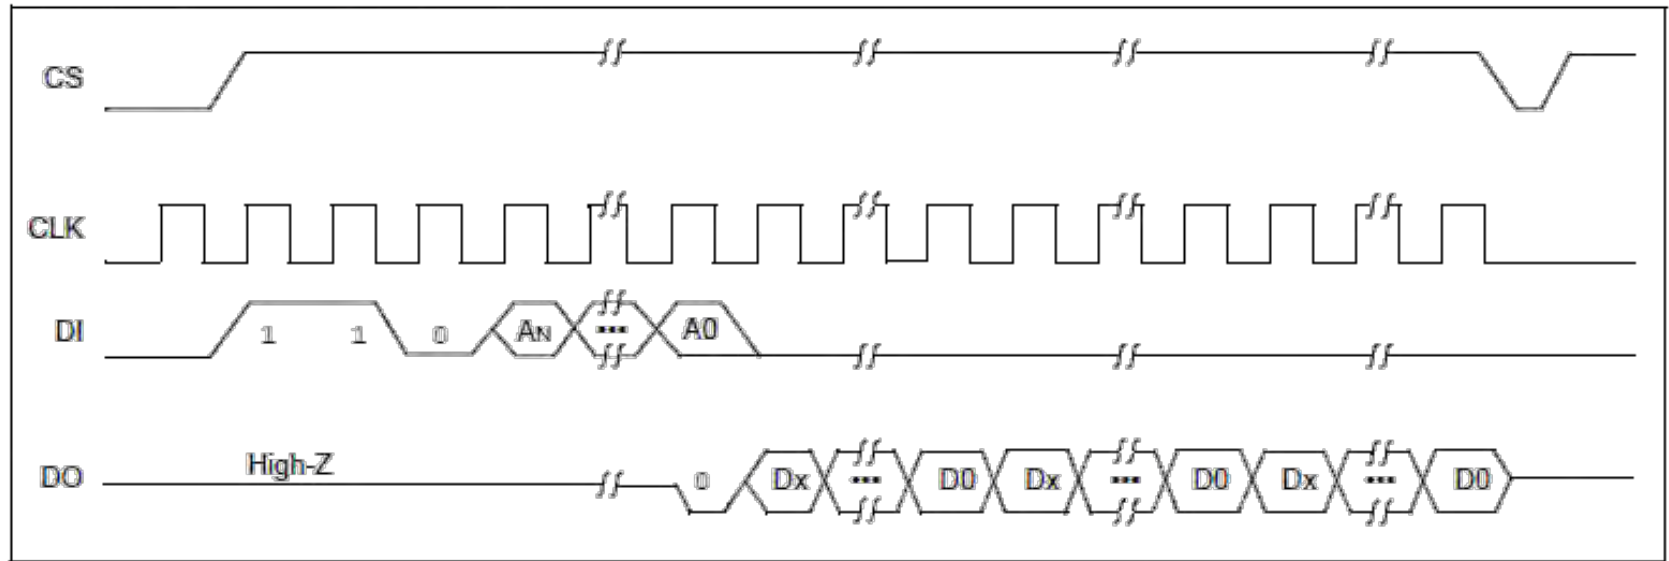 CS
CLK
DI 1 1 0 AN ••• A0
DO High-Z 0 Dx ••• D0 Dx ••• D0 Dx ••• D0